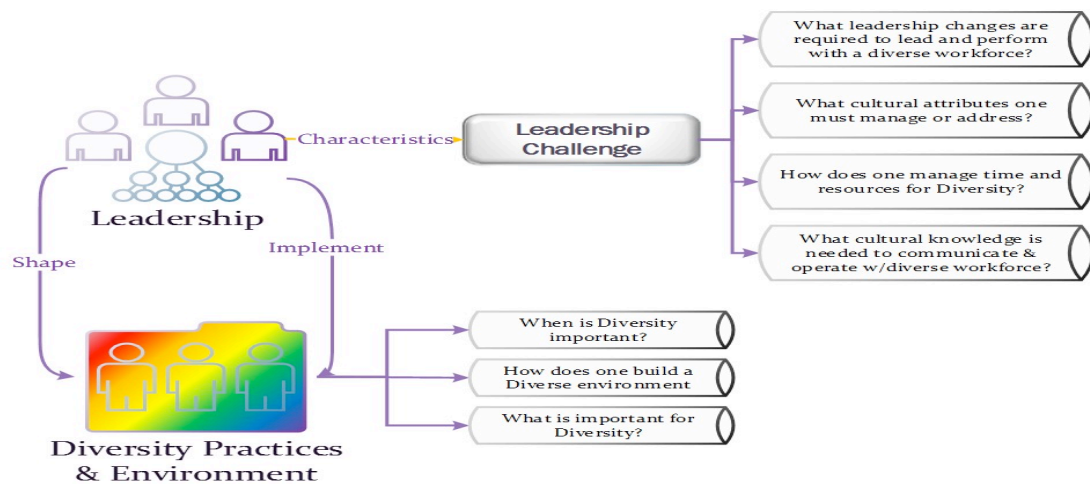 What leadership changes are
required to lead and perform
with a diverse workforce?
What cultural attributes one
must manage or address?
How does one manage time and
resources for Diversity?
What cultural knowledge is
needed to communicate &
operate w/diverse workforce?
Characteristics
Leadership
Challenge
Leadership
Shape
Implement
When is Diversity
important?
How does one build a
Diverse environment
What is important for
Diversity?
Diversity Practices
& Environment